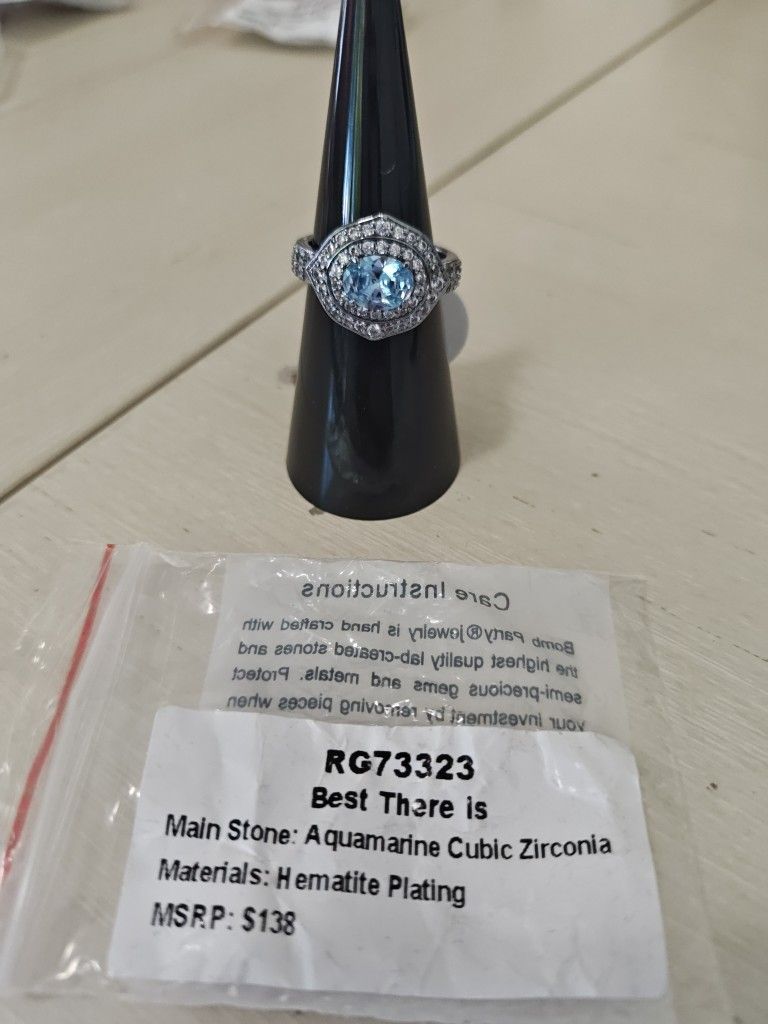 Care Instructions
Bomb Party® jewelry is hand crafted with
the highest quality lab-created stones and
semi-precious gems and metals. Protect
your investment by removing pieces when
RG73323
Best There is
Main Stone: Aquamarine Cubic Zirconia
Materials: Hematite Plating
MSRP: $138